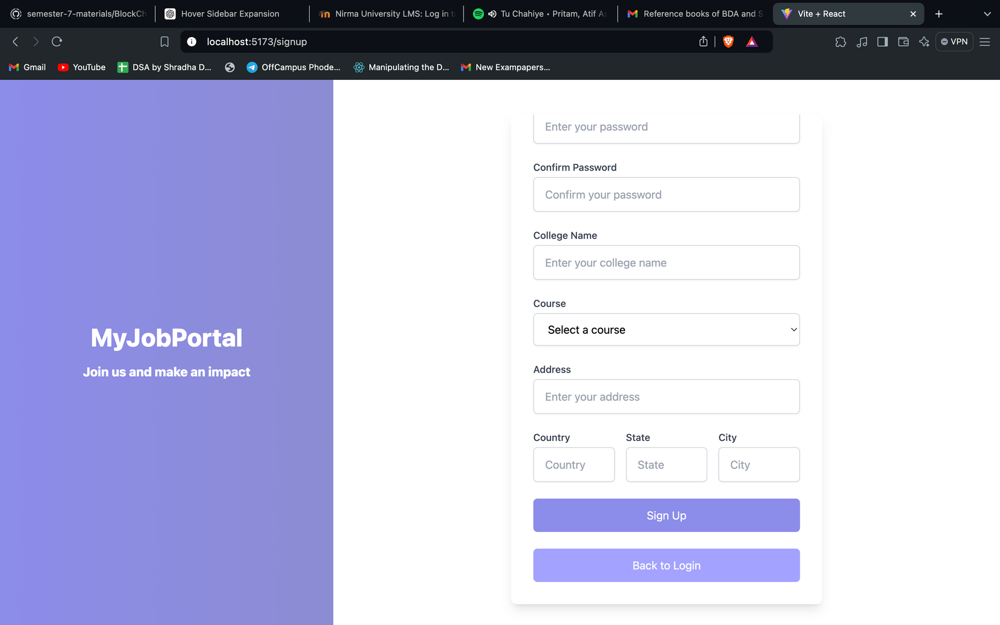 semester-7-materials/BlockCh
Hover Sidebar Expansion
Nirma University LMS: Log in t
Tu Chahiye • Pritam, Atif As
Reference books of BDA and S
Vite + React
localhost:5173/signup
VPN
Gmail
YouTube
DSA by Shradha D...
OffCampus Phode...
Manipulating the D...
New Exampapers...
MyJobPortal
Join us and make an impact
Enter your password
Confirm Password
Confirm your password
College Name
Enter your college name
Course
Select a course
Address
Enter your address
Country State City
Country State City
Sign Up
Back to Login